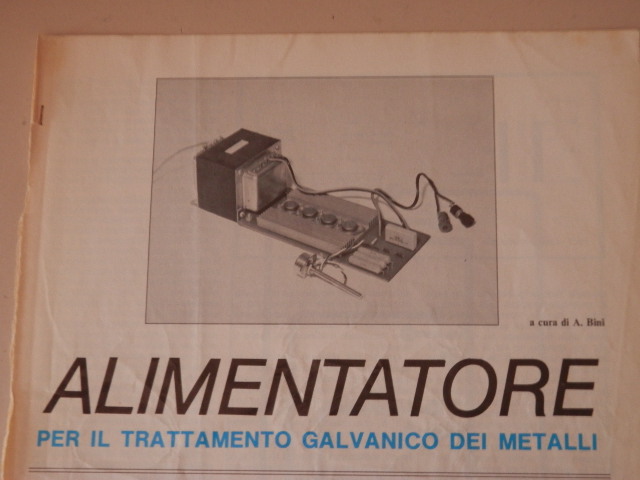 a cura di A. Bini
ALIMENTATORE
PER IL TRATTAMENTO GALVANICO DEI METALLI